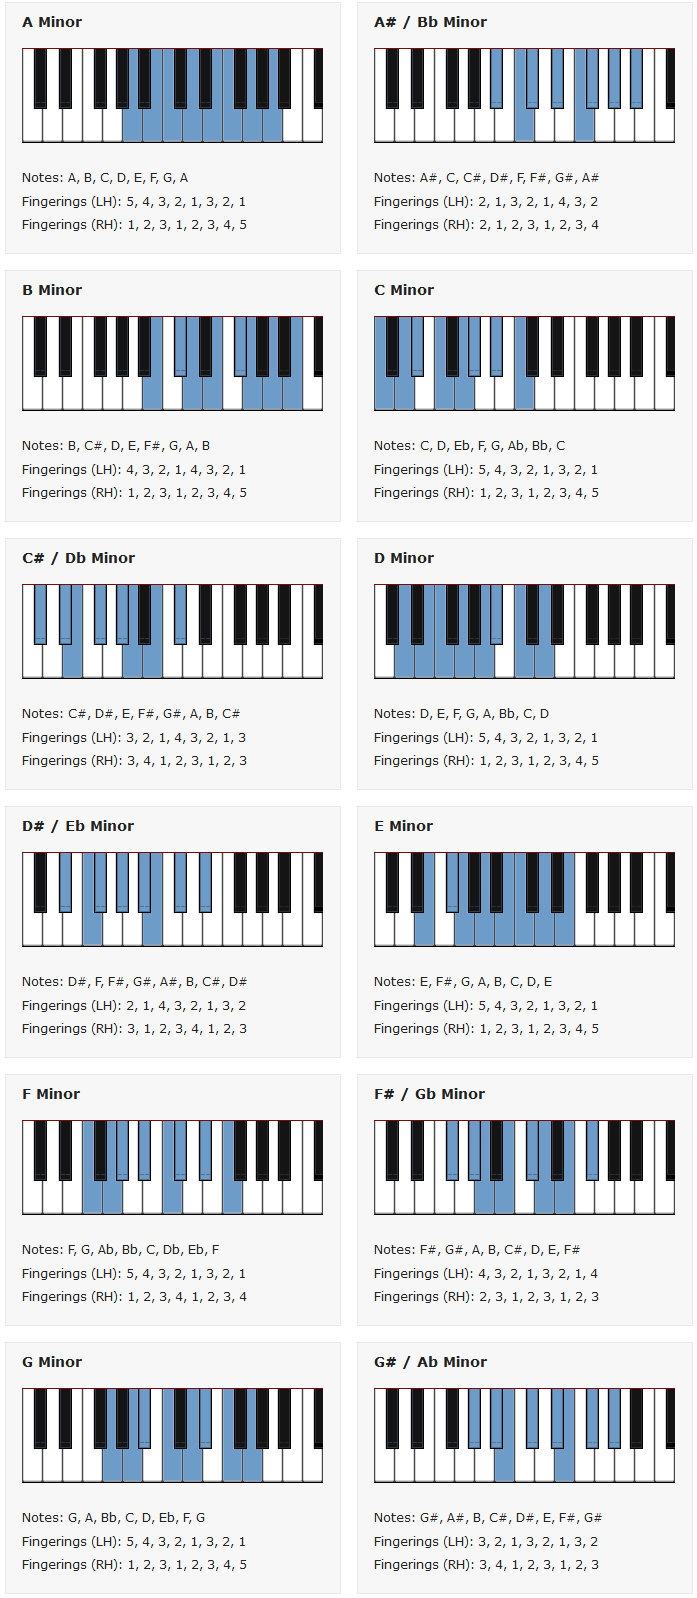 A Minor
Notes: A, B, C, D, E, F, G, A
Fingerings (LH): 5, 4, 3, 2, 1, 3, 2, 1
Fingerings (RH): 1, 2, 3, 1, 2, 3, 4, 5
A# / Bb Minor
Notes: A#, C, C#, D#, F, F#, G#, A#
Fingerings (LH): 2, 1, 3, 2, 1, 4, 3, 2
Fingerings (RH): 2, 1, 2, 3, 1, 2, 3, 4
B Minor
Notes: B, C#, D, E, F#, G, A, B
Fingerings (LH): 4, 3, 2, 1, 4, 3, 2, 1
Fingerings (RH): 1, 2, 3, 1, 2, 3, 4, 5
C Minor
Notes: C, D, Eb, F, G, Ab, Bb, C
Fingerings (LH): 5, 4, 3, 2, 1, 3, 2, 1
Fingerings (RH): 1, 2, 3, 1, 2, 3, 4, 5
C# / Db Minor
Notes: C#, D#, E, F#, G#, A, B, C#
Fingerings (LH): 3, 2, 1, 4, 3, 2, 1, 3
Fingerings (RH): 3, 4, 1, 2, 3, 1, 2, 3
D Minor
Notes: D, E, F, G, A, Bb, C, D
Fingerings (LH): 5, 4, 3, 2, 1, 3, 2, 1
Fingerings (RH): 1, 2, 3, 1, 2, 3, 4, 5
D# / Eb Minor
Notes: D#, F, F#, G#, A#, B, C#, D#
Fingerings (LH): 2, 1, 4, 3, 2, 1, 3, 2
Fingerings (RH): 3, 1, 2, 3, 4, 1, 2, 3
E Minor
Notes: E, F#, G, A, B, C, D, E
Fingerings (LH): 5, 4, 3, 2, 1, 3, 2, 1
Fingerings (RH): 1, 2, 3, 1, 2, 3, 4, 5
F Minor
Notes: F, G, Ab, Bb, C, Db, Eb, F
Fingerings (LH): 5, 4, 3, 2, 1, 3, 2, 1
Fingerings (RH): 1, 2, 3, 4, 1, 2, 3, 4
F# / Gb Minor
Notes: F#, G#, A, B, C#, D, E, F#
Fingerings (LH): 4, 3, 2, 1, 3, 2, 1, 4
Fingerings (RH): 2, 3, 1, 2, 3, 1, 2, 3
G Minor
Notes: G, A, Bb, C, D, Eb, F, G
Fingerings (LH): 5, 4, 3, 2, 1, 3, 2, 1
Fingerings (RH): 1, 2, 3, 1, 2, 3, 4, 5
G# / Ab Minor
Notes: G#, A#, B, C#, D#, E, F#, G#
Fingerings (LH): 3, 2, 1, 3, 2, 1, 3, 2
Fingerings (RH): 3, 4, 1, 2, 3, 1, 2, 3